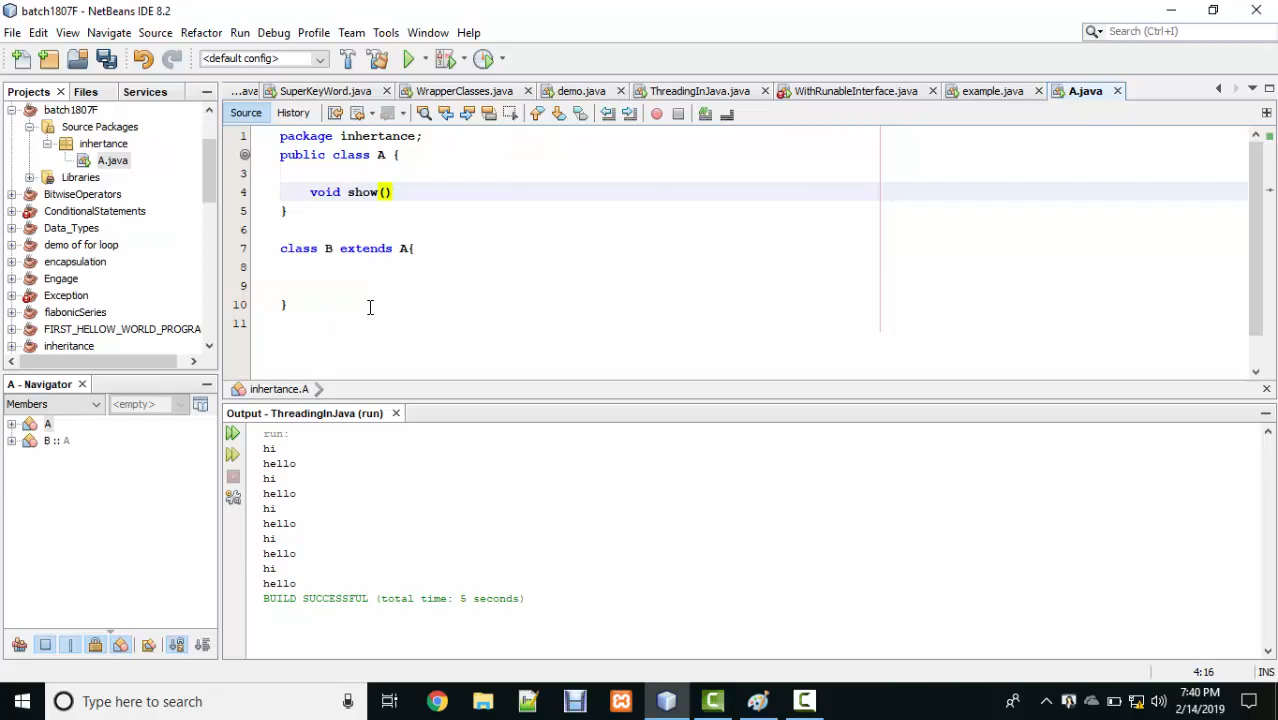 batch1807F - NetBeans IDE 8.2
File Edit View Navigate Source Refactor Run Debug Profile Team Tools Window Help
Search (Ctrl+I)
<default config>
Projects Files Services
...ava SuperKeyWord.java WrapperClasses.java demo.java ThreadingInJava.java WithRunableInterface.java example.java A.java
Source History
batch1807F
Source Packages
inhertance
A.java
Libraries
BitwiseOperators
ConditionalStatements
Data_Types
demo of for loop
encapsulation
Engage
Exception
fiabonicSeries
FIRST_HELLOW_WORLD_PROGRA
inheritance
1 package inhertance;
2 public class A {
3
4 void show()
5 }
6
7 class B extends A{
8
9
10 }
11
inhertance.A
A - Navigator
Members <empty>
A
B :: A
Output - ThreadingInJava (run)
run:
hi
hello
hi
hello
hi
hello
hi
hello
hi
hello
BUILD SUCCESSFUL (total time: 5 seconds)
4:16 INS
Type here to search
7:40 PM
2/14/2019